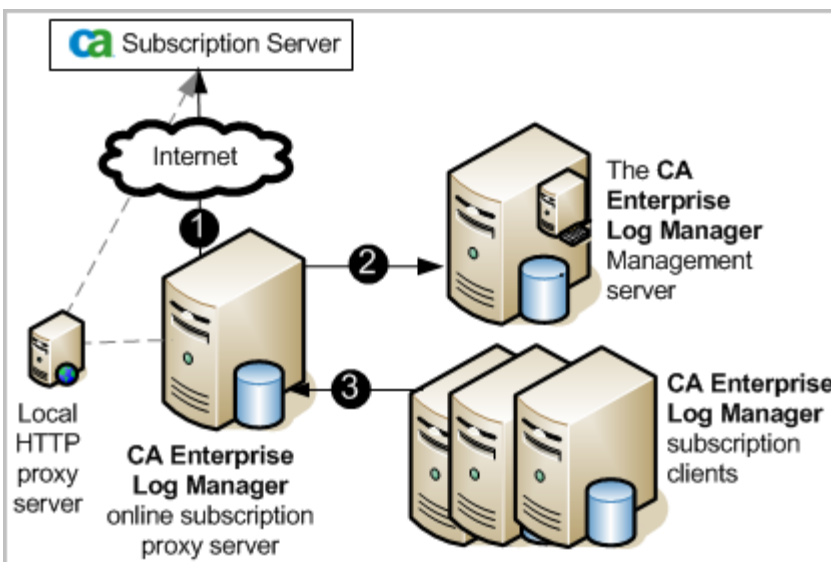 ca Subscription Server
Internet
1
2
The CA
Enterprise
Log Manager
Management
server
3
Local
HTTP
proxy
server
CA Enterprise
Log Manager
online subscription
proxy server
CA Enterprise
Log Manager
subscription
clients